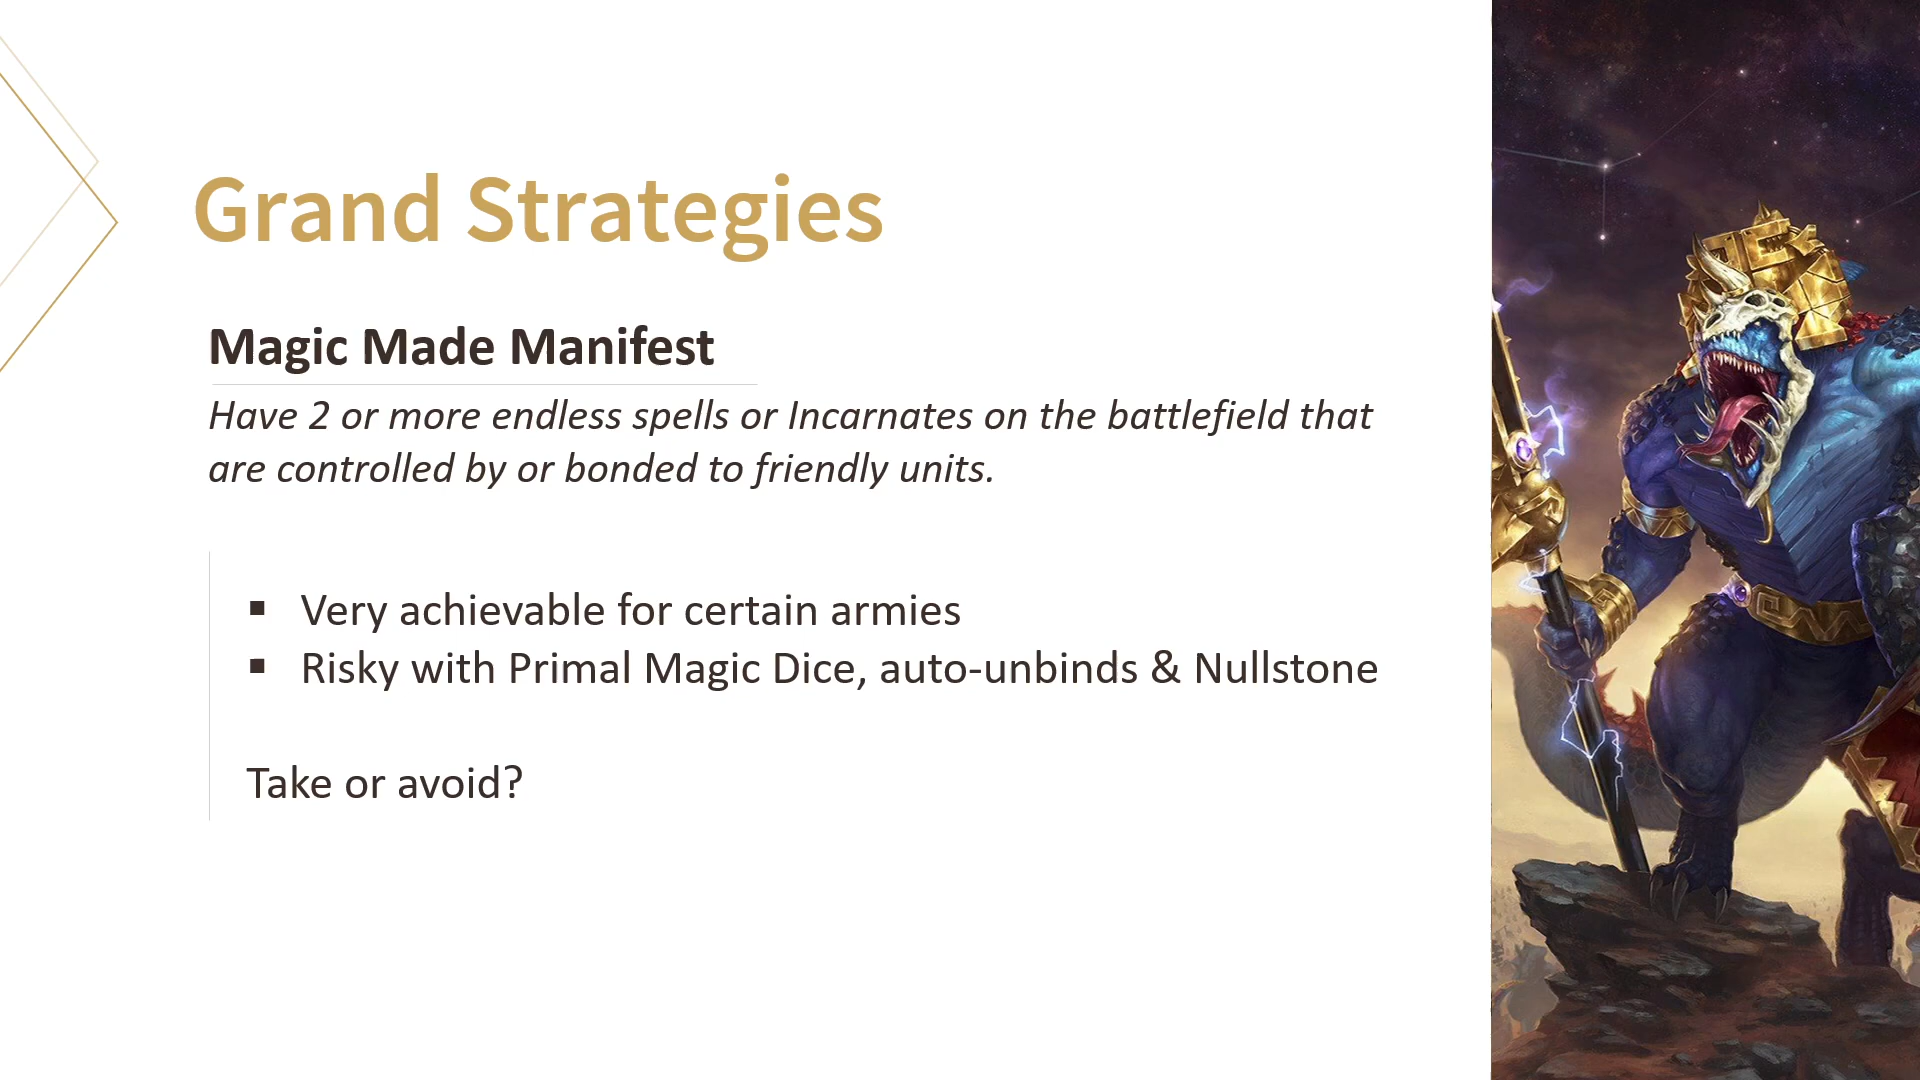 Grand Strategies
Magic Made Manifest
Have 2 or more endless spells or Incarnates on the battlefield that
are controlled by or bonded to friendly units.
▪ Very achievable for certain armies
▪ Risky with Primal Magic Dice, auto-unbinds & Nullstone
Take or avoid?